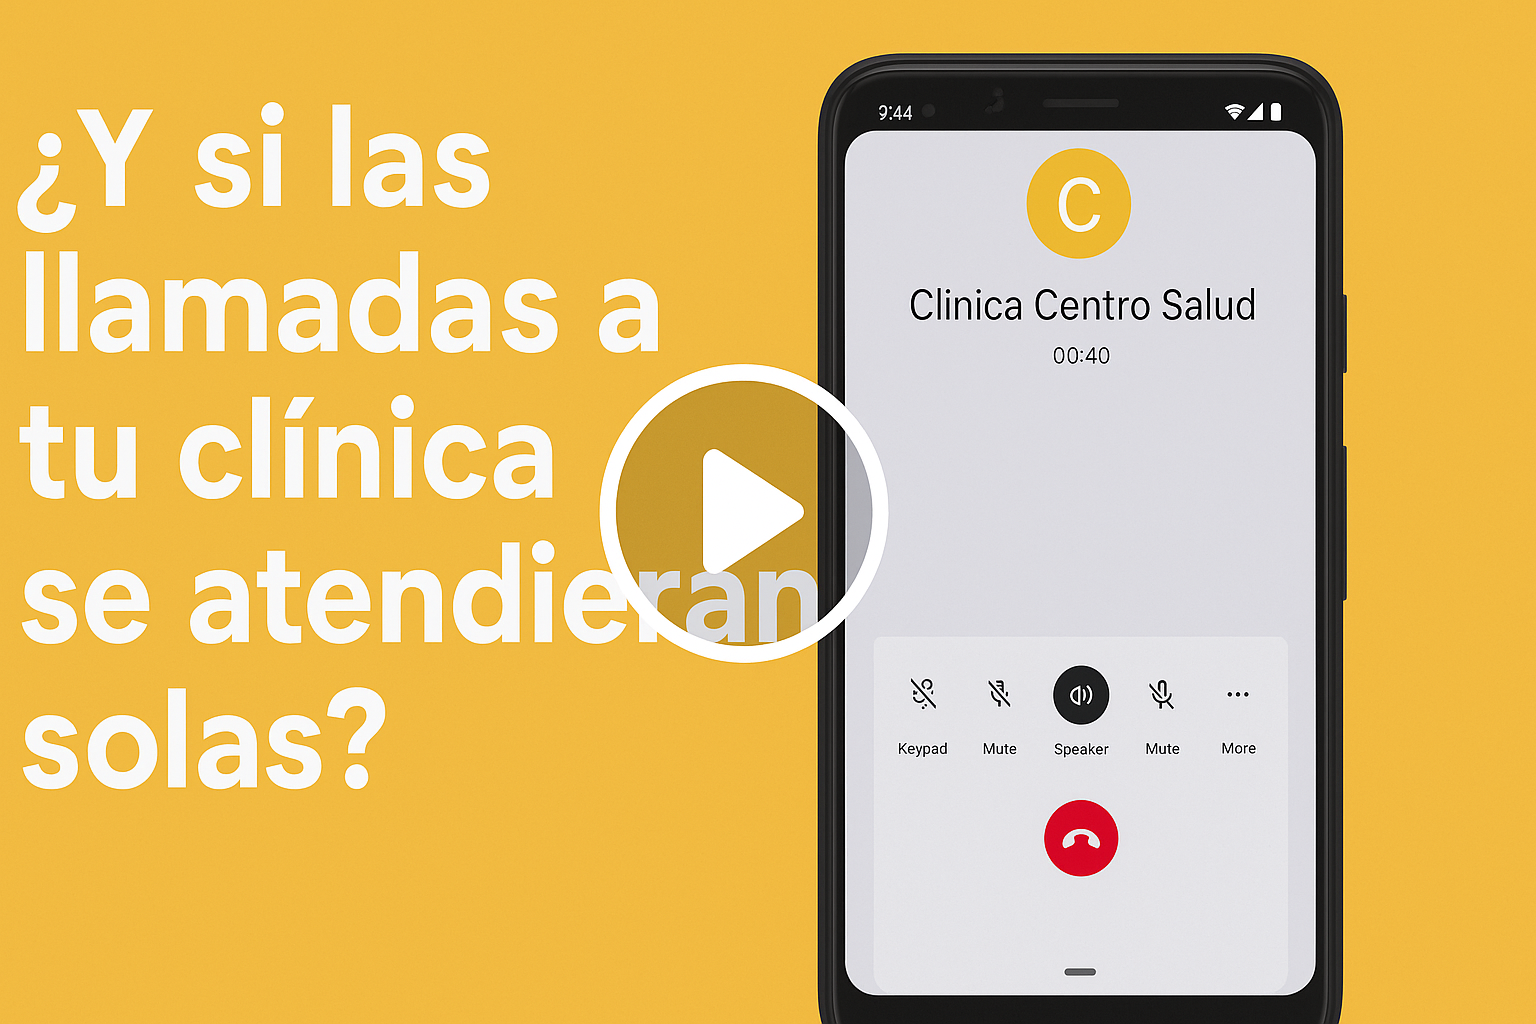 ¿Y si las
llamadas a
tu clínica
se atendieran
solas?
9:44
C
Clinica Centro Salud
00:40
Keypad
Mute
Speaker
Mute
More